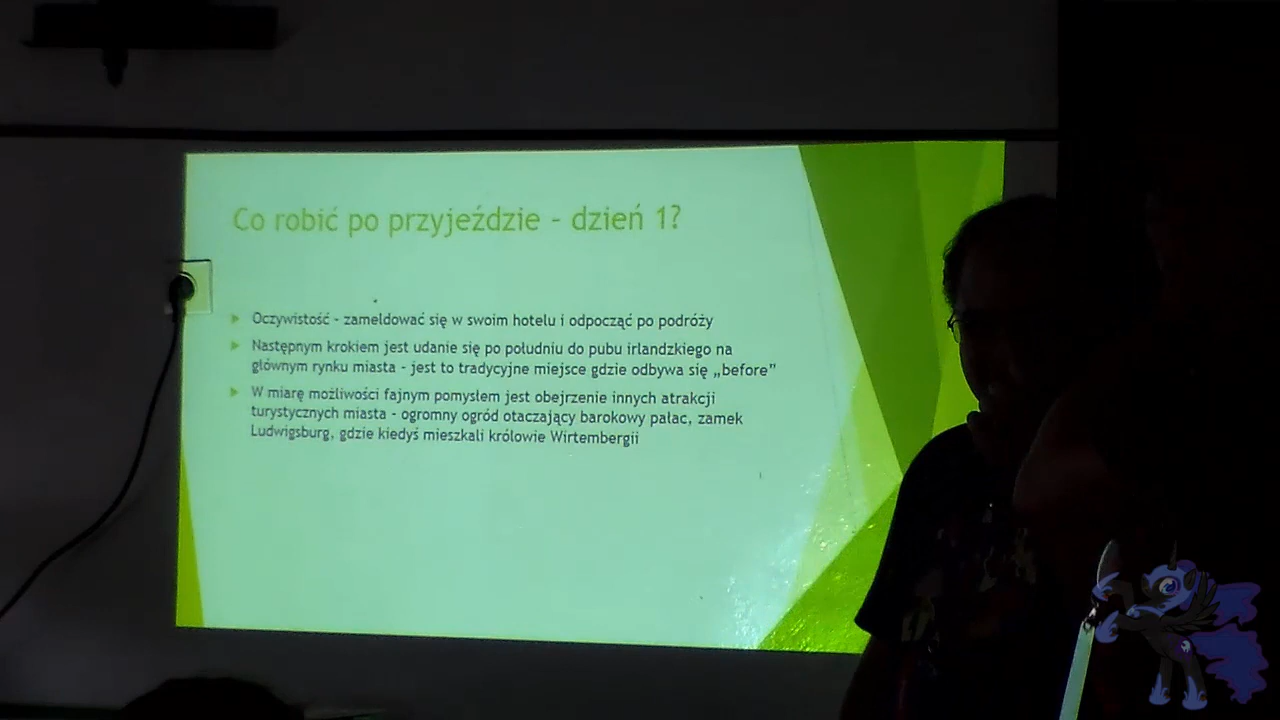 Co robić po przyjeździe - dzień 1?
Oczywistość - zameldować się w swoim hotelu i odpocząć po podróży
Następnym krokiem jest udanie się po południu do pubu irlandzkiego na
głównym rynku miasta - jest to tradycyjne miejsce gdzie odbywa się „before”
W miarę możliwości fajnym pomysłem jest obejrzenie innych atrakcji
turystycznych miasta - ogromny ogród otaczający barokowy pałac, zamek
Ludwigsburg, gdzie kiedyś mieszkali królowie Wirtembergii